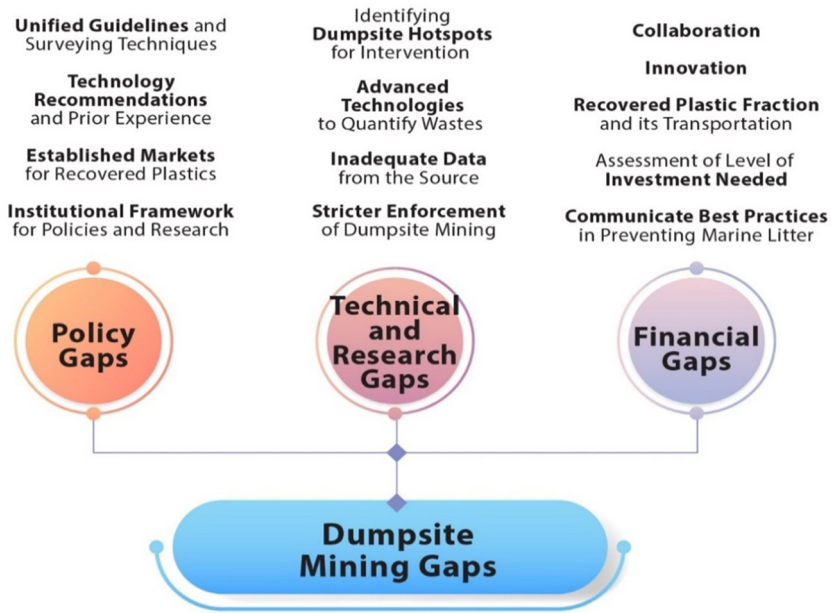 Unified Guidelines and
Surveying Techniques
Technology
Recommendations
and Prior Experience
Established Markets
for Recovered Plastics
Institutional Framework
for Policies and Research
Identifying
Dumpsite Hotspots
for Intervention
Advanced
Technologies
to Quantify Wastes
Inadequate Data
from the Source
Stricter Enforcement
of Dumpsite Mining
Collaboration
Innovation
Recovered Plastic Fraction
and its Transportation
Assessment of Level of
Investment Needed
Communicate Best Practices
in Preventing Marine Litter
Policy
Gaps
Technical
and
Research
Gaps
Financial
Gaps
Dumpsite
Mining Gaps